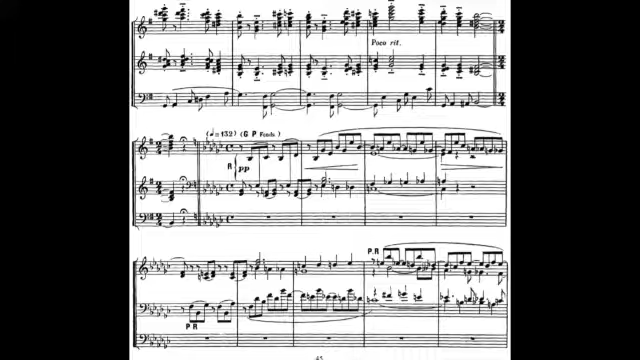 Poco rit.
(♩=132) (G P Fonds)
R
pp
P.R
P R
45